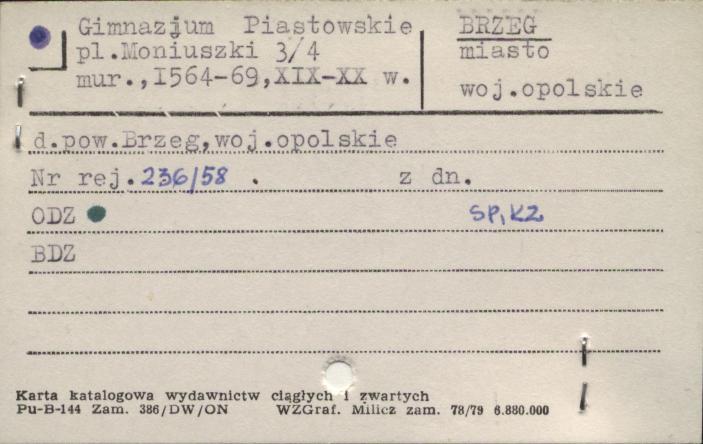 Gimnazjum Piastowskie
pl.Moniuszki 3/4
mur.,I564-69,XIX-XX w.
BRZEG
miasto
woj.opolskie
d.pow.Brzeg,woj.opolskie
Nr rej.236/58 . z dn.
ODZ SP,KZ
BDZ
Karta katalogowa wydawnictw ciągłych i zwartych
Pu-B-144 Zam. 386/DW/ON WZGraf. Milicz zam. 78/79 6.880.000